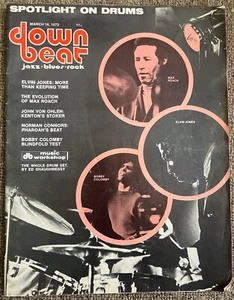 SPOTLIGHT ON DRUMS
MARCH 16, 1972
down
beat
jazz-blues-rock
ELVIN JONES: MORE
THAN KEEPING TIME
THE EVOLUTION
OF MAX ROACH
JOHN VON OHLEN:
KENTON'S STOKER
NORMAN CONNORS:
PHAROAH'S BEAT
BOBBY COLOMBY
BLINDFOLD TEST
db music
workshop
THE WHOLE DRUM SET,
BY ED SHAUGHNESSY
MAX
ROACH
ELVIN JONES
BOBBY
COLOMBY